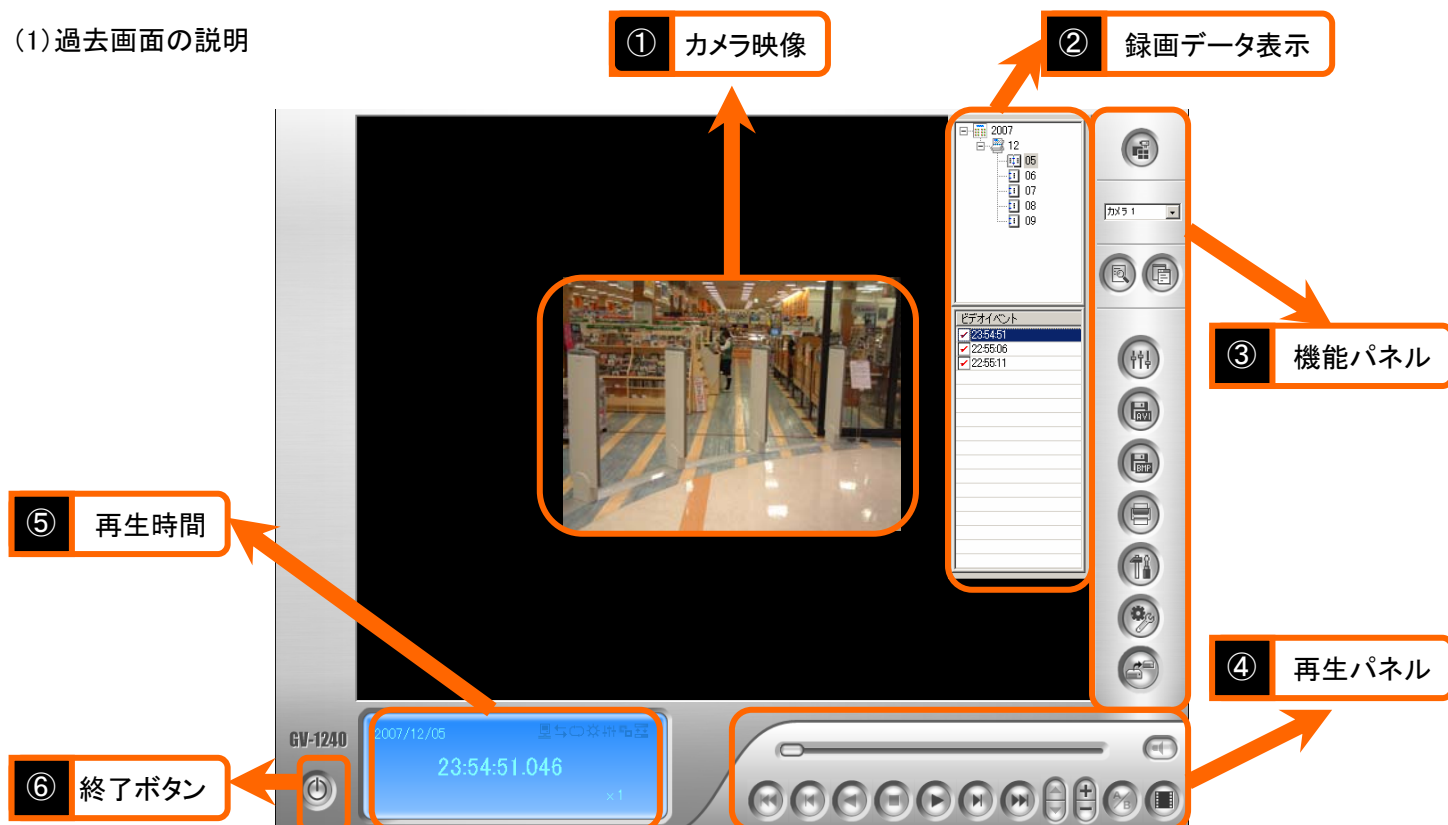 (1)過去画面の説明
① カメラ映像
② 録画データ表示
2007
12
05
06
07
08
09
カメラ 1
ビデオイベント
23:54:51
22:55:06
22:55:11
③ 機能パネル
AVI
BMP
⑤ 再生時間
④ 再生パネル
GV-1240
2007/12/05
23:54:51.046
×1
⑥ 終了ボタン
A/B